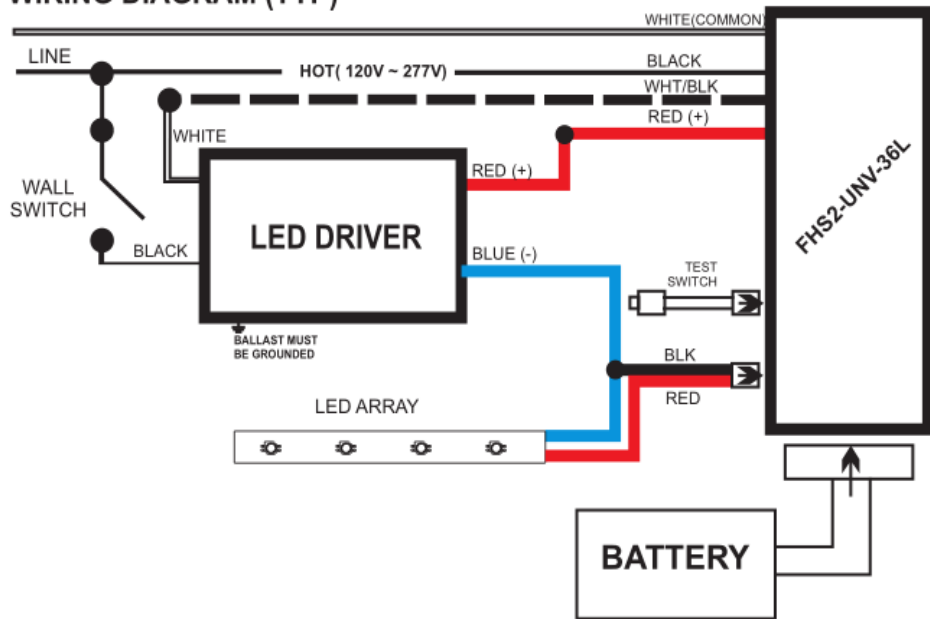 WIRING DIAGRAM (TYP)
WHITE(COMMON)
LINE
HOT( 120V ~ 277V)
BLACK
WHT/BLK
RED (+)
WHITE
RED (+)
WALL
SWITCH
LED DRIVER
FHS2-UNV-36L
BLACK
BLUE (-)
TEST
SWITCH
BALLAST MUST
BE GROUNDED
BLK
RED
LED ARRAY
BATTERY